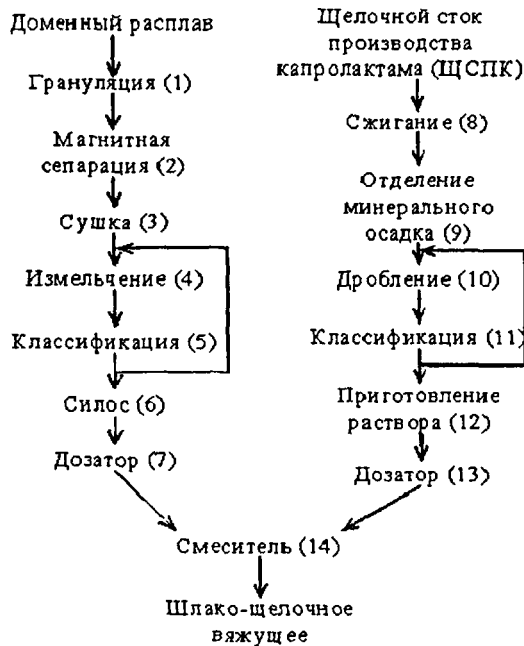 Доменный расплав
Грануляция (1)
Магнитная
сепарация (2)
Сушка (3)
Измельчение (4)
Классификация (5)
Силос (6)
Дозатор (7)
Щелочной сток
производства
капролактама (ЩСПК)
Сжигание (8)
Отделение
минерального
осадка (9)
Дробление (10)
Классификация (11)
Приготовление
раствора (12)
Дозатор (13)
Смеситель (14)
Шлако-щелочное
вяжущее